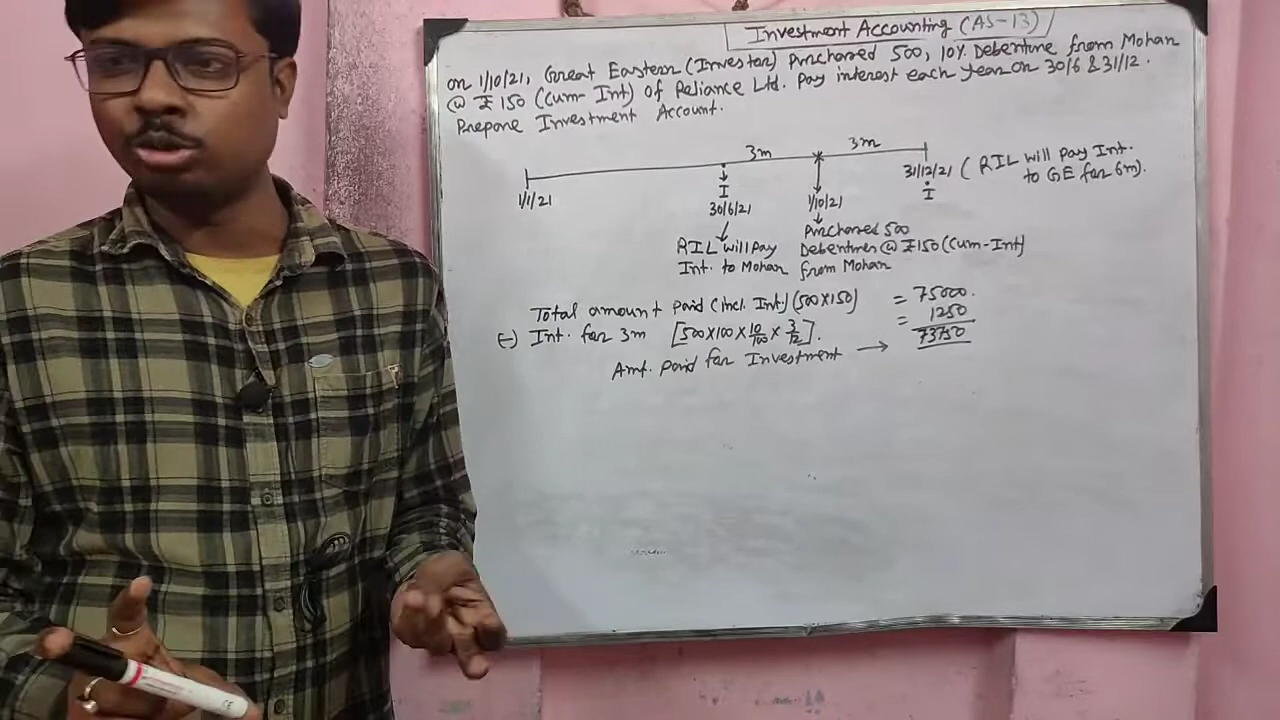 Investment Accounting (AS-13)
on 1/10/21, Great Eastern (Investor) Purchased 500, 10% Debenture from Mohan
@ ₹150 (Cum-Int) of Reliance Ltd. Pay interest each year on 30/6 & 31/12.
Prepare Investment Account.
3m 3m
1/1/21 I 30/6/21 1/10/21 31/12/21 I (RIL will pay Int. to GE for 6m).
RIL will pay
Int. to Mohan
Purchased 500
Debentures @ ₹150 (Cum-Int)
from Mohan
Total amount paid (incl. Int.) (500×150) = 75000.
(-) Int. for 3m [500×100×10/100×3/12]. = 1250
Amt. paid for Investment → 73750